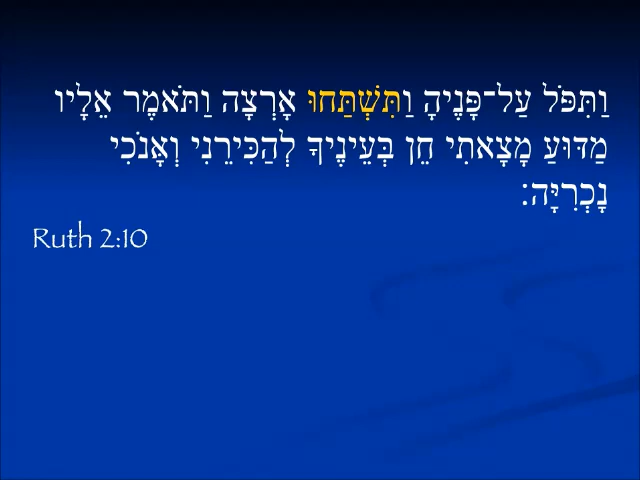 וַתִּפֹּל עַל־פָּנֶיהָ וַתִּשְׁתַּחוּ אָרְצָה וַתֹּאמֶר אֵלָיו
מַדּוּעַ מָצָאתִי חֵן בְּעֵינֶיךָ לְהַכִּירֵנִי וְאָנֹכִי
נָכְרִיָּה׃
Ruth 2:10